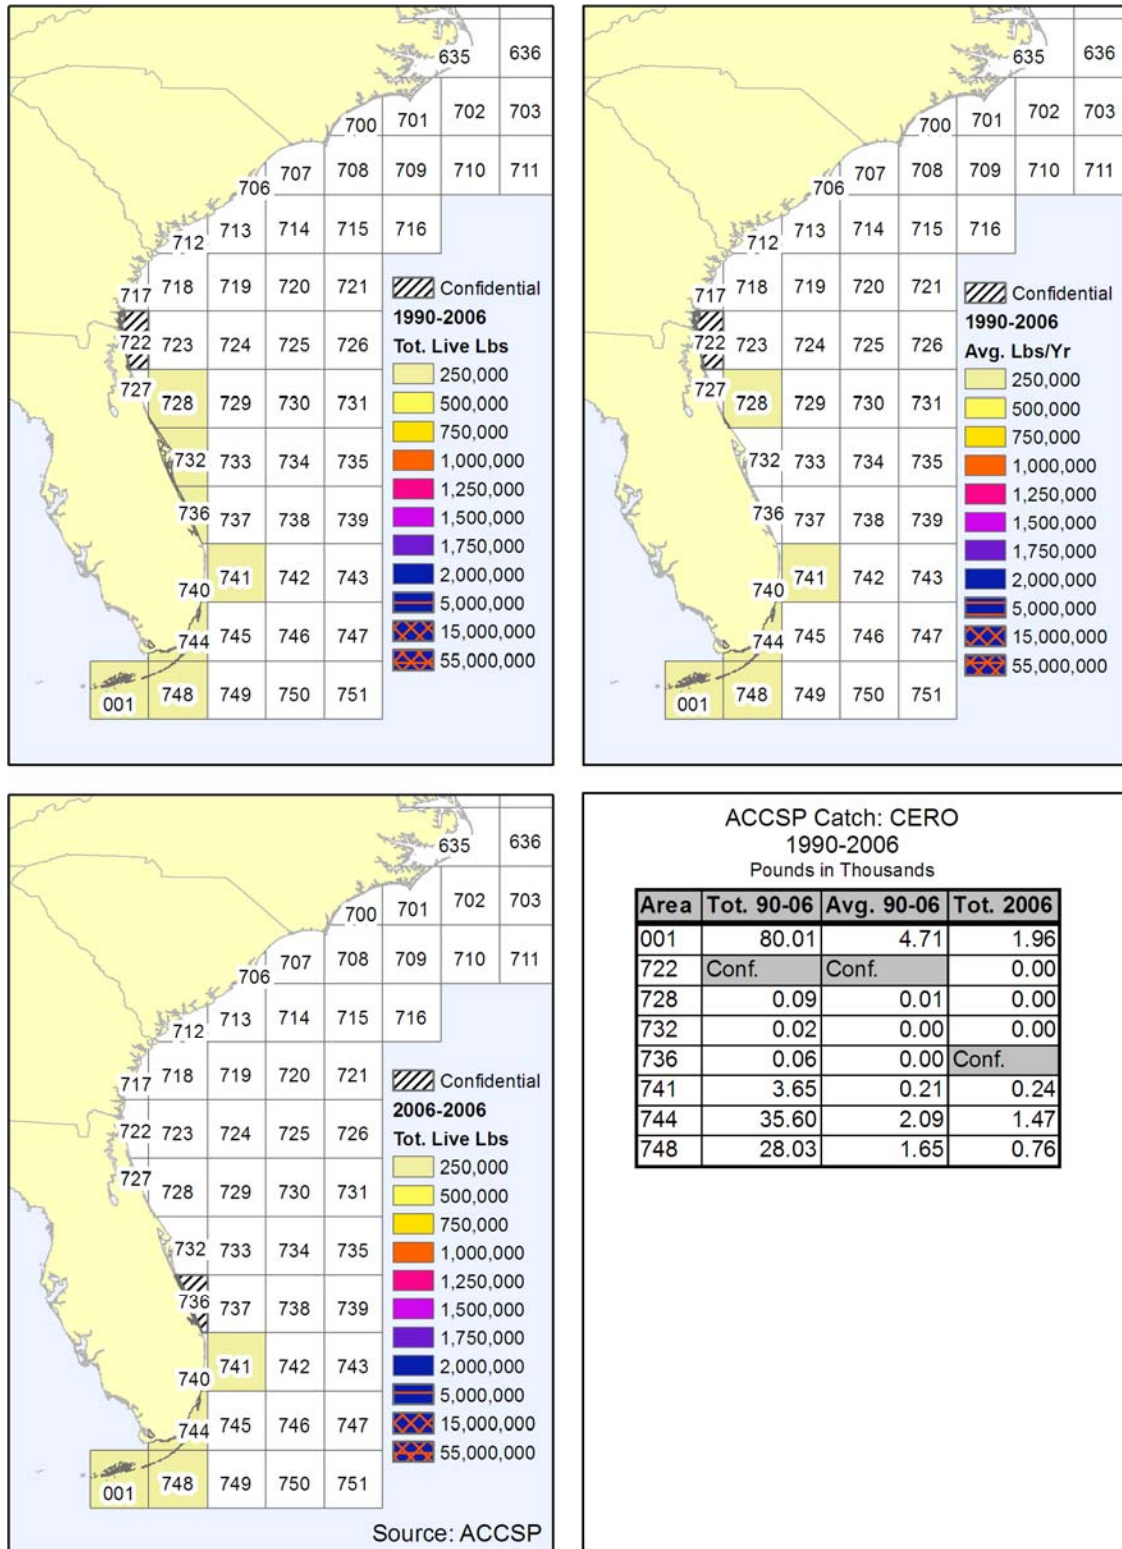 635 636
700 701 702 703
706 707 708 709 710 711
712 713 714 715 716
717 718 719 720 721
722 723 724 725 726
727 728 729 730 731
732 733 734 735
736 737 738 739
740 741 742 743
744 745 746 747
001 748 749 750 751
Confidential
1990-2006
Tot. Live Lbs
250,000
500,000
750,000
1,000,000
1,250,000
1,500,000
1,750,000
2,000,000
5,000,000
15,000,000
55,000,000
635 636
700 701 702 703
706 707 708 709 710 711
712 713 714 715 716
717 718 719 720 721
722 723 724 725 726
727 728 729 730 731
732 733 734 735
736 737 738 739
740 741 742 743
744 745 746 747
001 748 749 750 751
Confidential
1990-2006
Avg. Lbs/Yr
250,000
500,000
750,000
1,000,000
1,250,000
1,500,000
1,750,000
2,000,000
5,000,000
15,000,000
55,000,000
635 636
700 701 702 703
706 707 708 709 710 711
712 713 714 715 716
717 718 719 720 721
722 723 724 725 726
727 728 729 730 731
732 733 734 735
736 737 738 739
740 741 742 743
744 745 746 747
001 748 749 750 751
Confidential
2006-2006
Tot. Live Lbs
250,000
500,000
750,000
1,000,000
1,250,000
1,500,000
1,750,000
2,000,000
5,000,000
15,000,000
55,000,000
Source: ACCSP
ACCSP Catch: CERO
1990-2006
Pounds in Thousands
Area Tot. 90-06 Avg. 90-06 Tot. 2006
001 80.01 4.71 1.96
722 Conf. Conf. 0.00
728 0.09 0.01 0.00
732 0.02 0.00 0.00
736 0.06 0.00 Conf.
741 3.65 0.21 0.24
744 35.60 2.09 1.47
748 28.03 1.65 0.76